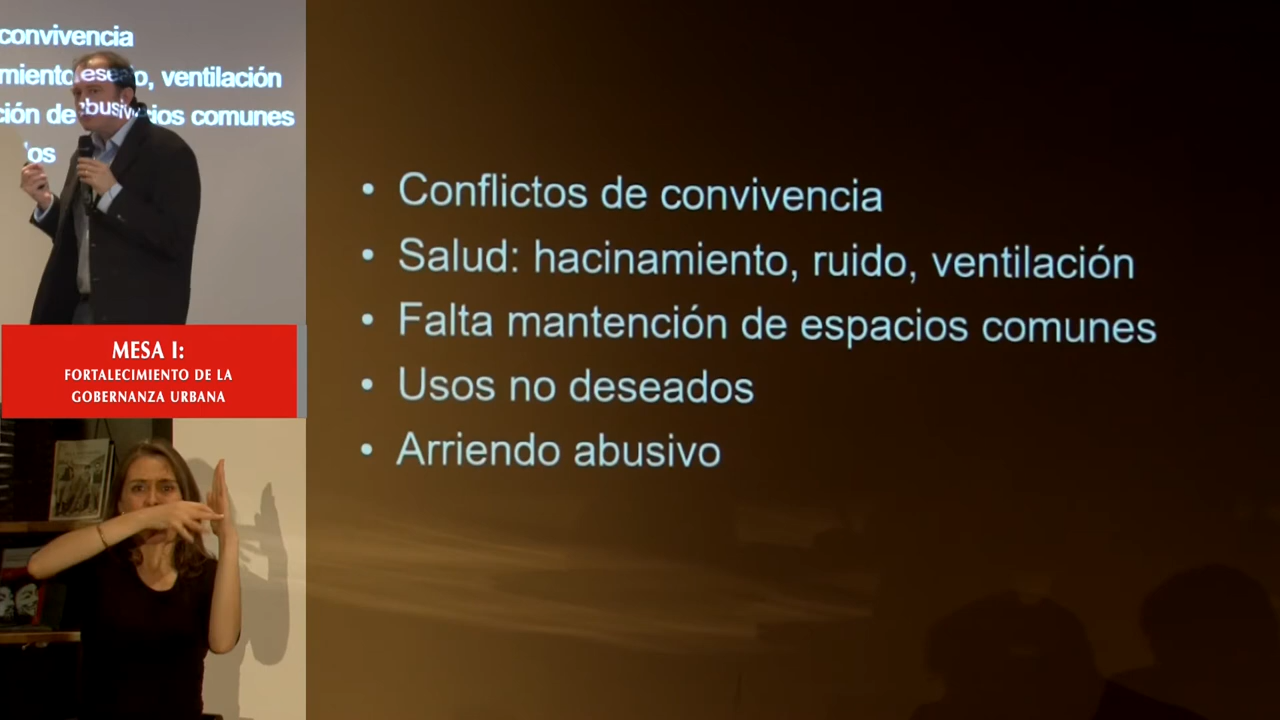 convivencia
ventilación
comunes
MESA I:
FORTALECIMIENTO DE LA
GOBERNANZA URBANA
• Conflictos de convivencia
• Salud: hacinamiento, ruido, ventilación
• Falta mantención de espacios comunes
• Usos no deseados
• Arriendo abusivo